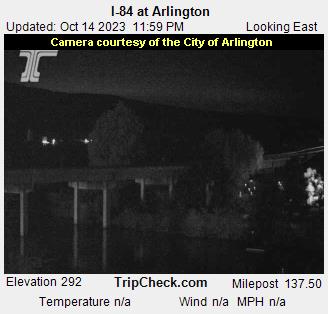 I-84 at Arlington
Updated: Oct 14 2023 11:59 PM Looking East
Camera courtesy of the City of Arlington
Elevation 292 TripCheck.com Milepost 137.50
Temperature n/a Wind n/a MPH n/a